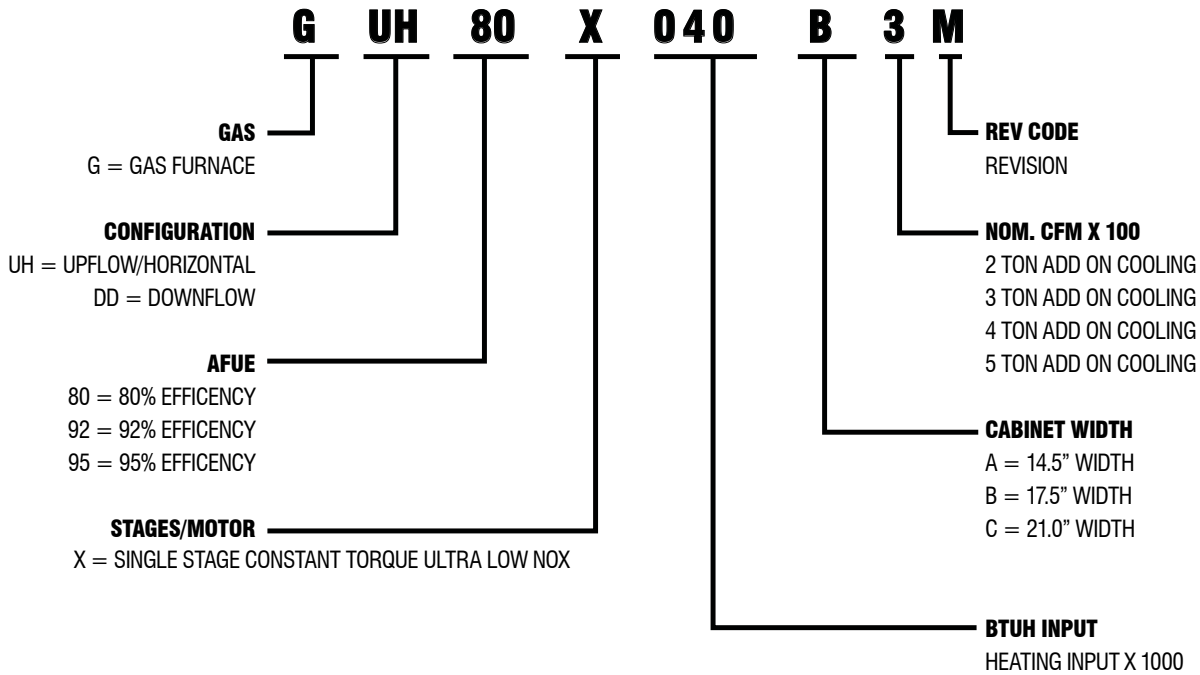 G UH 80 X 040 B 3 M
GAS
G = GAS FURNACE
CONFIGURATION
UH = UPFLOW/HORIZONTAL
DD = DOWNFLOW
AFUE
80 = 80% EFFICENCY
92 = 92% EFFICENCY
95 = 95% EFFICENCY
STAGES/MOTOR
X = SINGLE STAGE CONSTANT TORQUE ULTRA LOW NOX
REV CODE
REVISION
NOM. CFM X 100
2 TON ADD ON COOLING
3 TON ADD ON COOLING
4 TON ADD ON COOLING
5 TON ADD ON COOLING
CABINET WIDTH
A = 14.5” WIDTH
B = 17.5” WIDTH
C = 21.0” WIDTH
BTUH INPUT
HEATING INPUT X 1000